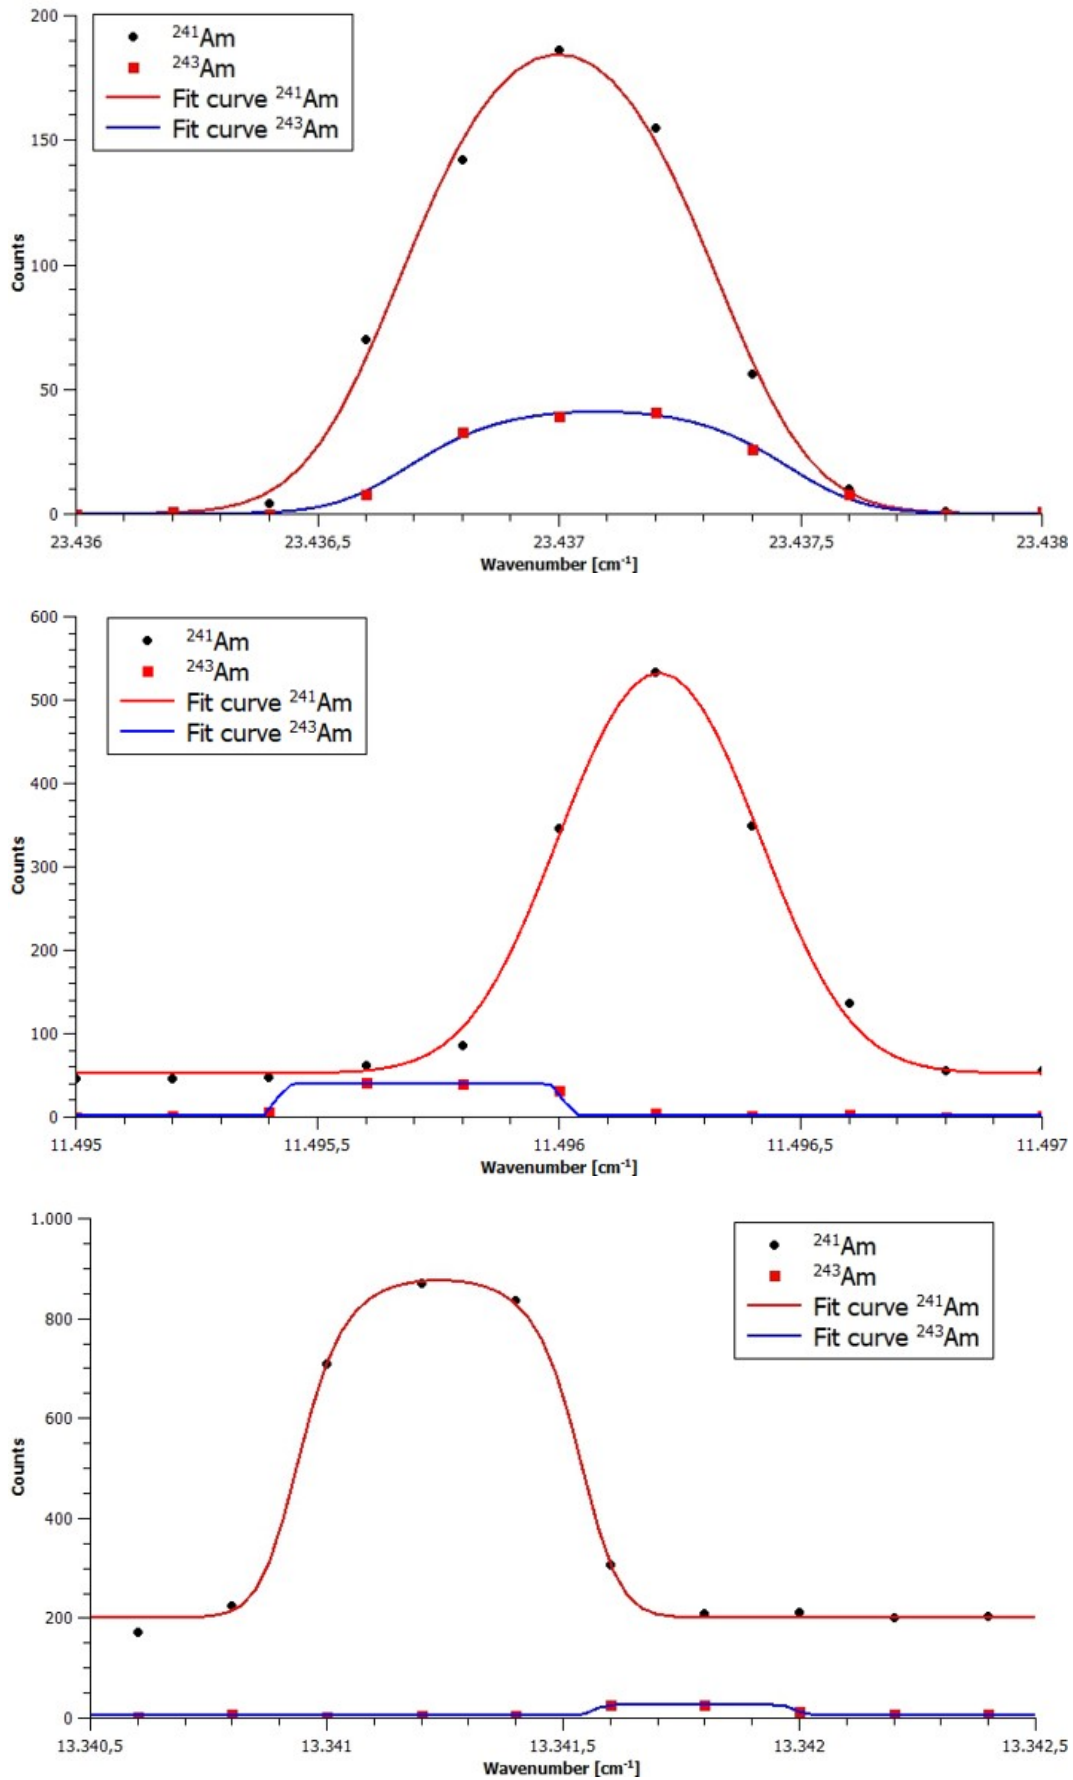 200
150
100
50
0
Counts
²⁴¹Am
²⁴³Am
Fit curve ²⁴¹Am
Fit curve ²⁴³Am
23.436
23.436,5
23.437
23.437,5
23.438
Wavenumber [cm⁻¹]
600
500
400
300
200
100
0
Counts
²⁴¹Am
²⁴³Am
Fit curve ²⁴¹Am
Fit curve ²⁴³Am
11.495
11.495,5
11.496
11.496,5
11.497
Wavenumber [cm⁻¹]
1.000
800
600
400
200
0
Counts
²⁴¹Am
²⁴³Am
Fit curve ²⁴¹Am
Fit curve ²⁴³Am
13.340,5
13.341
13.341,5
13.342
13.342,5
Wavenumber [cm⁻¹]